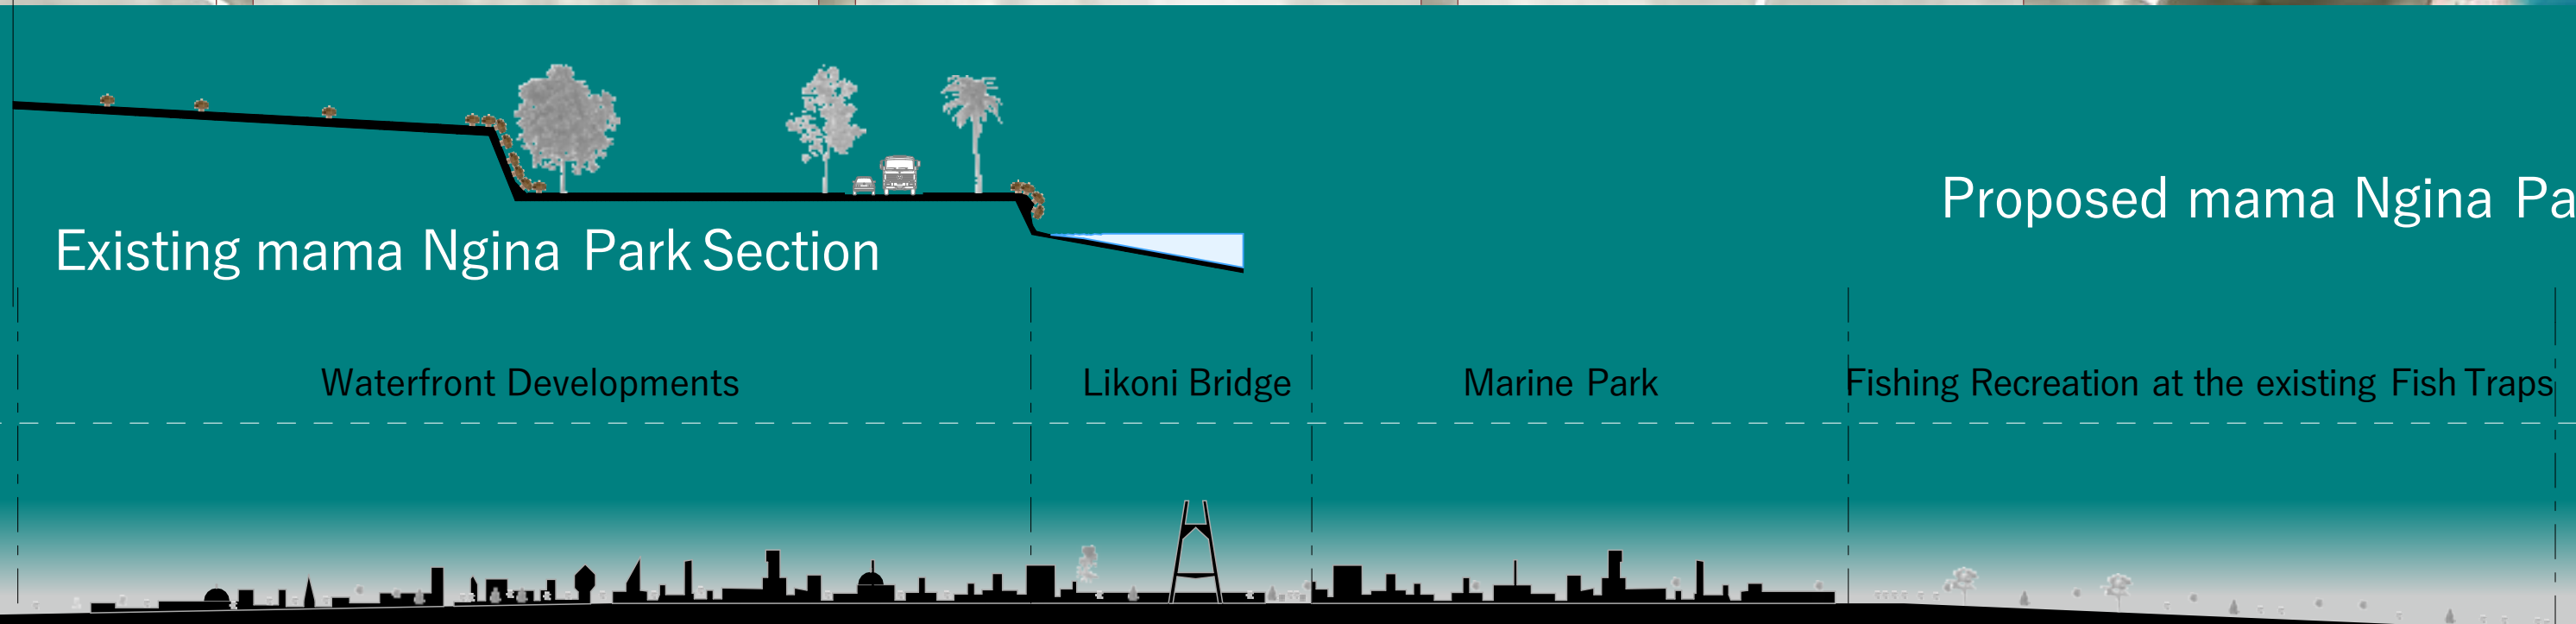 Proposed mama Ngina Pa
Existing mama Ngina Park Section
Waterfront Developments
Likoni Bridge
Marine Park
Fishing Recreation at the existing Fish Traps